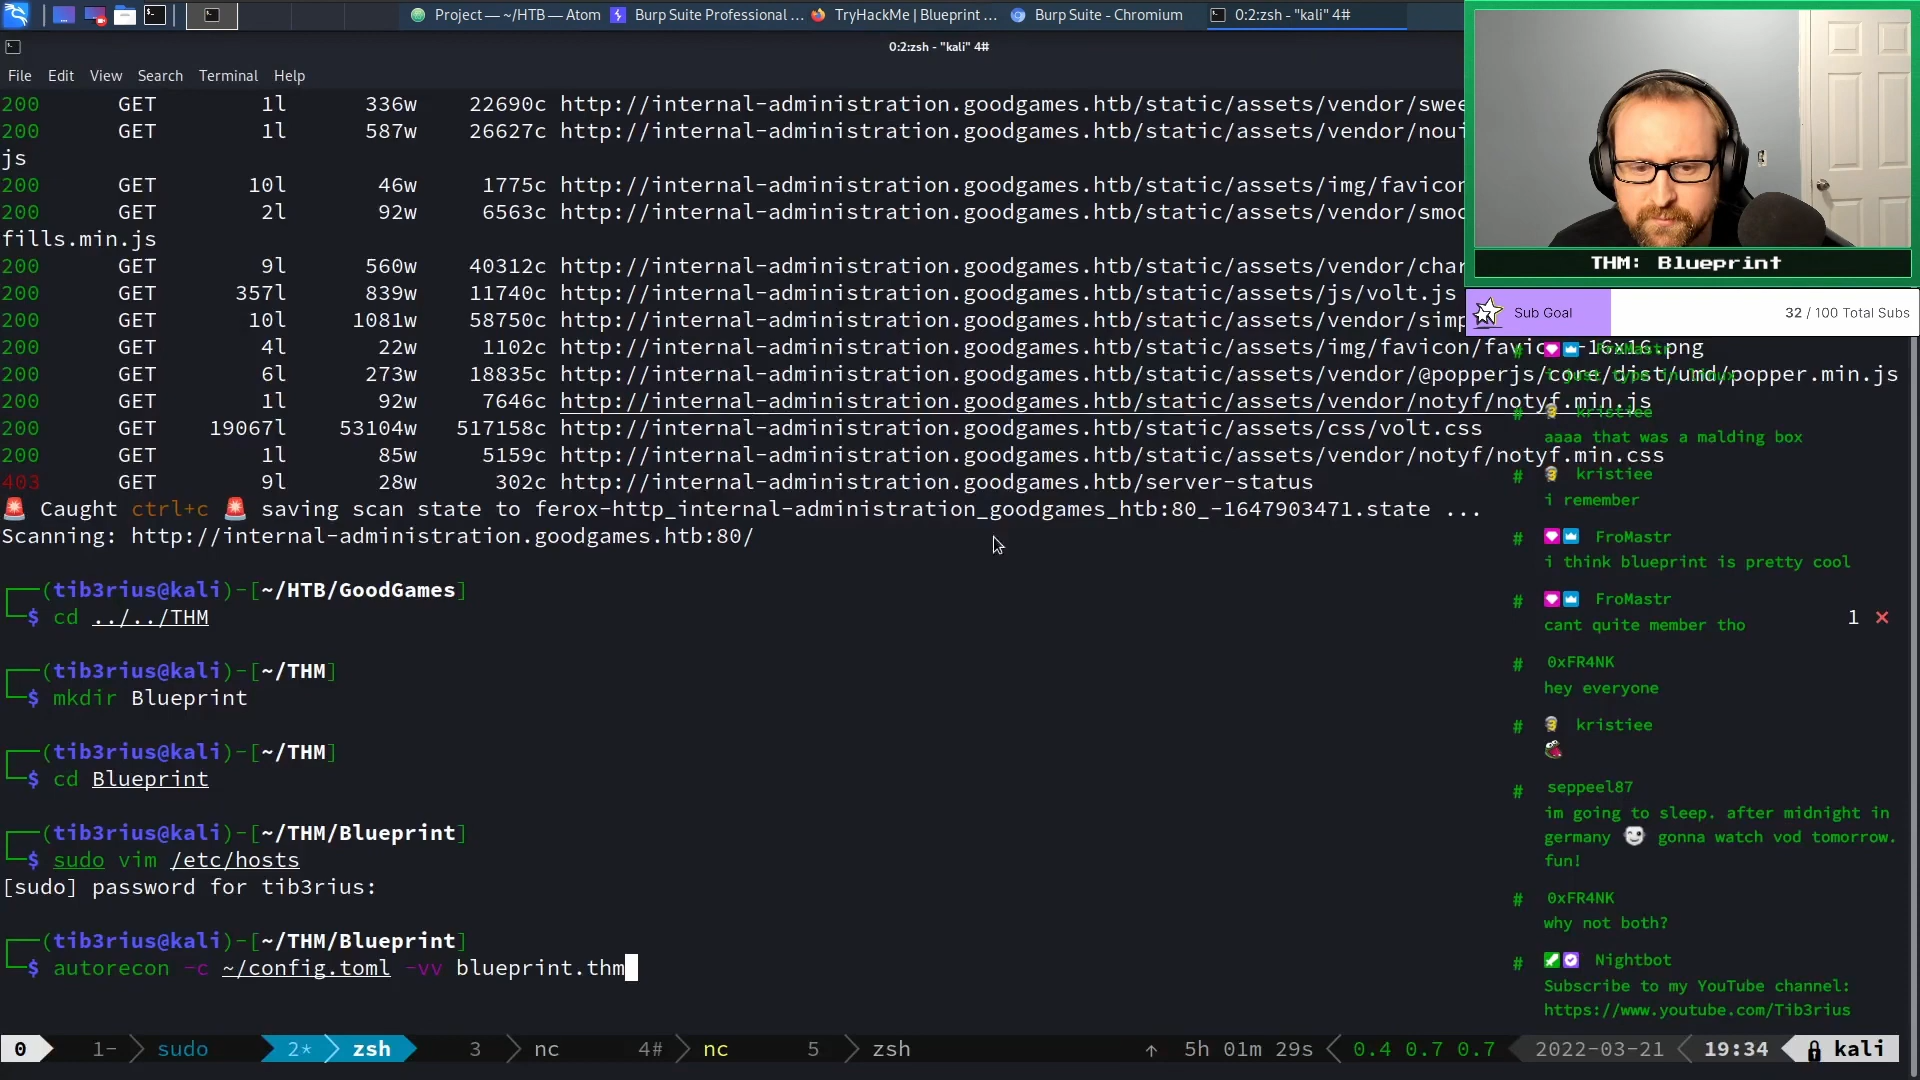 Project — ~/HTB — Atom
Burp Suite Professional ...
TryHackMe | Blueprint ...
Burp Suite - Chromium
0:2:zsh - "kali" 4#
0:2:zsh - "kali" 4#
File Edit View Search Terminal Help
200 GET 1l 336w 22690c http://internal-administration.goodgames.htb/static/assets/vendor/swee
200 GET 1l 587w 26627c http://internal-administration.goodgames.htb/static/assets/vendor/noui
js
200 GET 10l 46w 1775c http://internal-administration.goodgames.htb/static/assets/img/favicon
200 GET 2l 92w 6563c http://internal-administration.goodgames.htb/static/assets/vendor/smoo
fills.min.js
200 GET 9l 560w 40312c http://internal-administration.goodgames.htb/static/assets/vendor/char
200 GET 357l 839w 11740c http://internal-administration.goodgames.htb/static/assets/js/volt.js
200 GET 10l 1081w 58750c http://internal-administration.goodgames.htb/static/assets/vendor/simp
200 GET 4l 22w 1102c http://internal-administration.goodgames.htb/static/assets/img/favicon/favic -16x16.png
200 GET 6l 273w 18835c http://internal-administration.goodgames.htb/static/assets/vendor/@popperjs/core/dist/umd/popper.min.js
200 GET 1l 92w 7646c http://internal-administration.goodgames.htb/static/assets/vendor/notyf/notyf.min.js
200 GET 19067l 53104w 517158c http://internal-administration.goodgames.htb/static/assets/css/volt.css
200 GET 1l 85w 5159c http://internal-administration.goodgames.htb/static/assets/vendor/notyf/notyf.min.css
403 GET 9l 28w 302c http://internal-administration.goodgames.htb/server-status
🚨 Caught ctrl+c 🚨 saving scan state to ferox-http_internal-administration_goodgames_htb:80_-1647903471.state ...
Scanning: http://internal-administration.goodgames.htb:80/
┌──(tib3rius@kali)-[~/HTB/GoodGames]
└─$ cd ../../THM
1 ✕
┌──(tib3rius@kali)-[~/THM]
└─$ mkdir Blueprint
┌──(tib3rius@kali)-[~/THM]
└─$ cd Blueprint
┌──(tib3rius@kali)-[~/THM/Blueprint]
└─$ sudo vim /etc/hosts
[sudo] password for tib3rius:
┌──(tib3rius@kali)-[~/THM/Blueprint]
└─$ autorecon -c ~/config.toml -vv blueprint.thm
0 1- sudo 2* zsh 3 nc 4# nc 5 zsh ↑ 5h 01m 29s 0.4 0.7 0.7 2022-03-21 19:34 kali
THM: Blueprint
Sub Goal 32 / 100 Total Subs
# FroMastr
i just type in linux
# kristiee
aaaa that was a malding box
# kristiee
i remember
# FroMastr
i think blueprint is pretty cool
# FroMastr
cant quite member tho
# 0xFR4NK
hey everyone
# kristiee
# seppeel87
im going to sleep. after midnight in
germany gonna watch vod tomorrow.
fun!
# 0xFR4NK
why not both?
# Nightbot
Subscribe to my YouTube channel:
https://www.youtube.com/Tib3rius